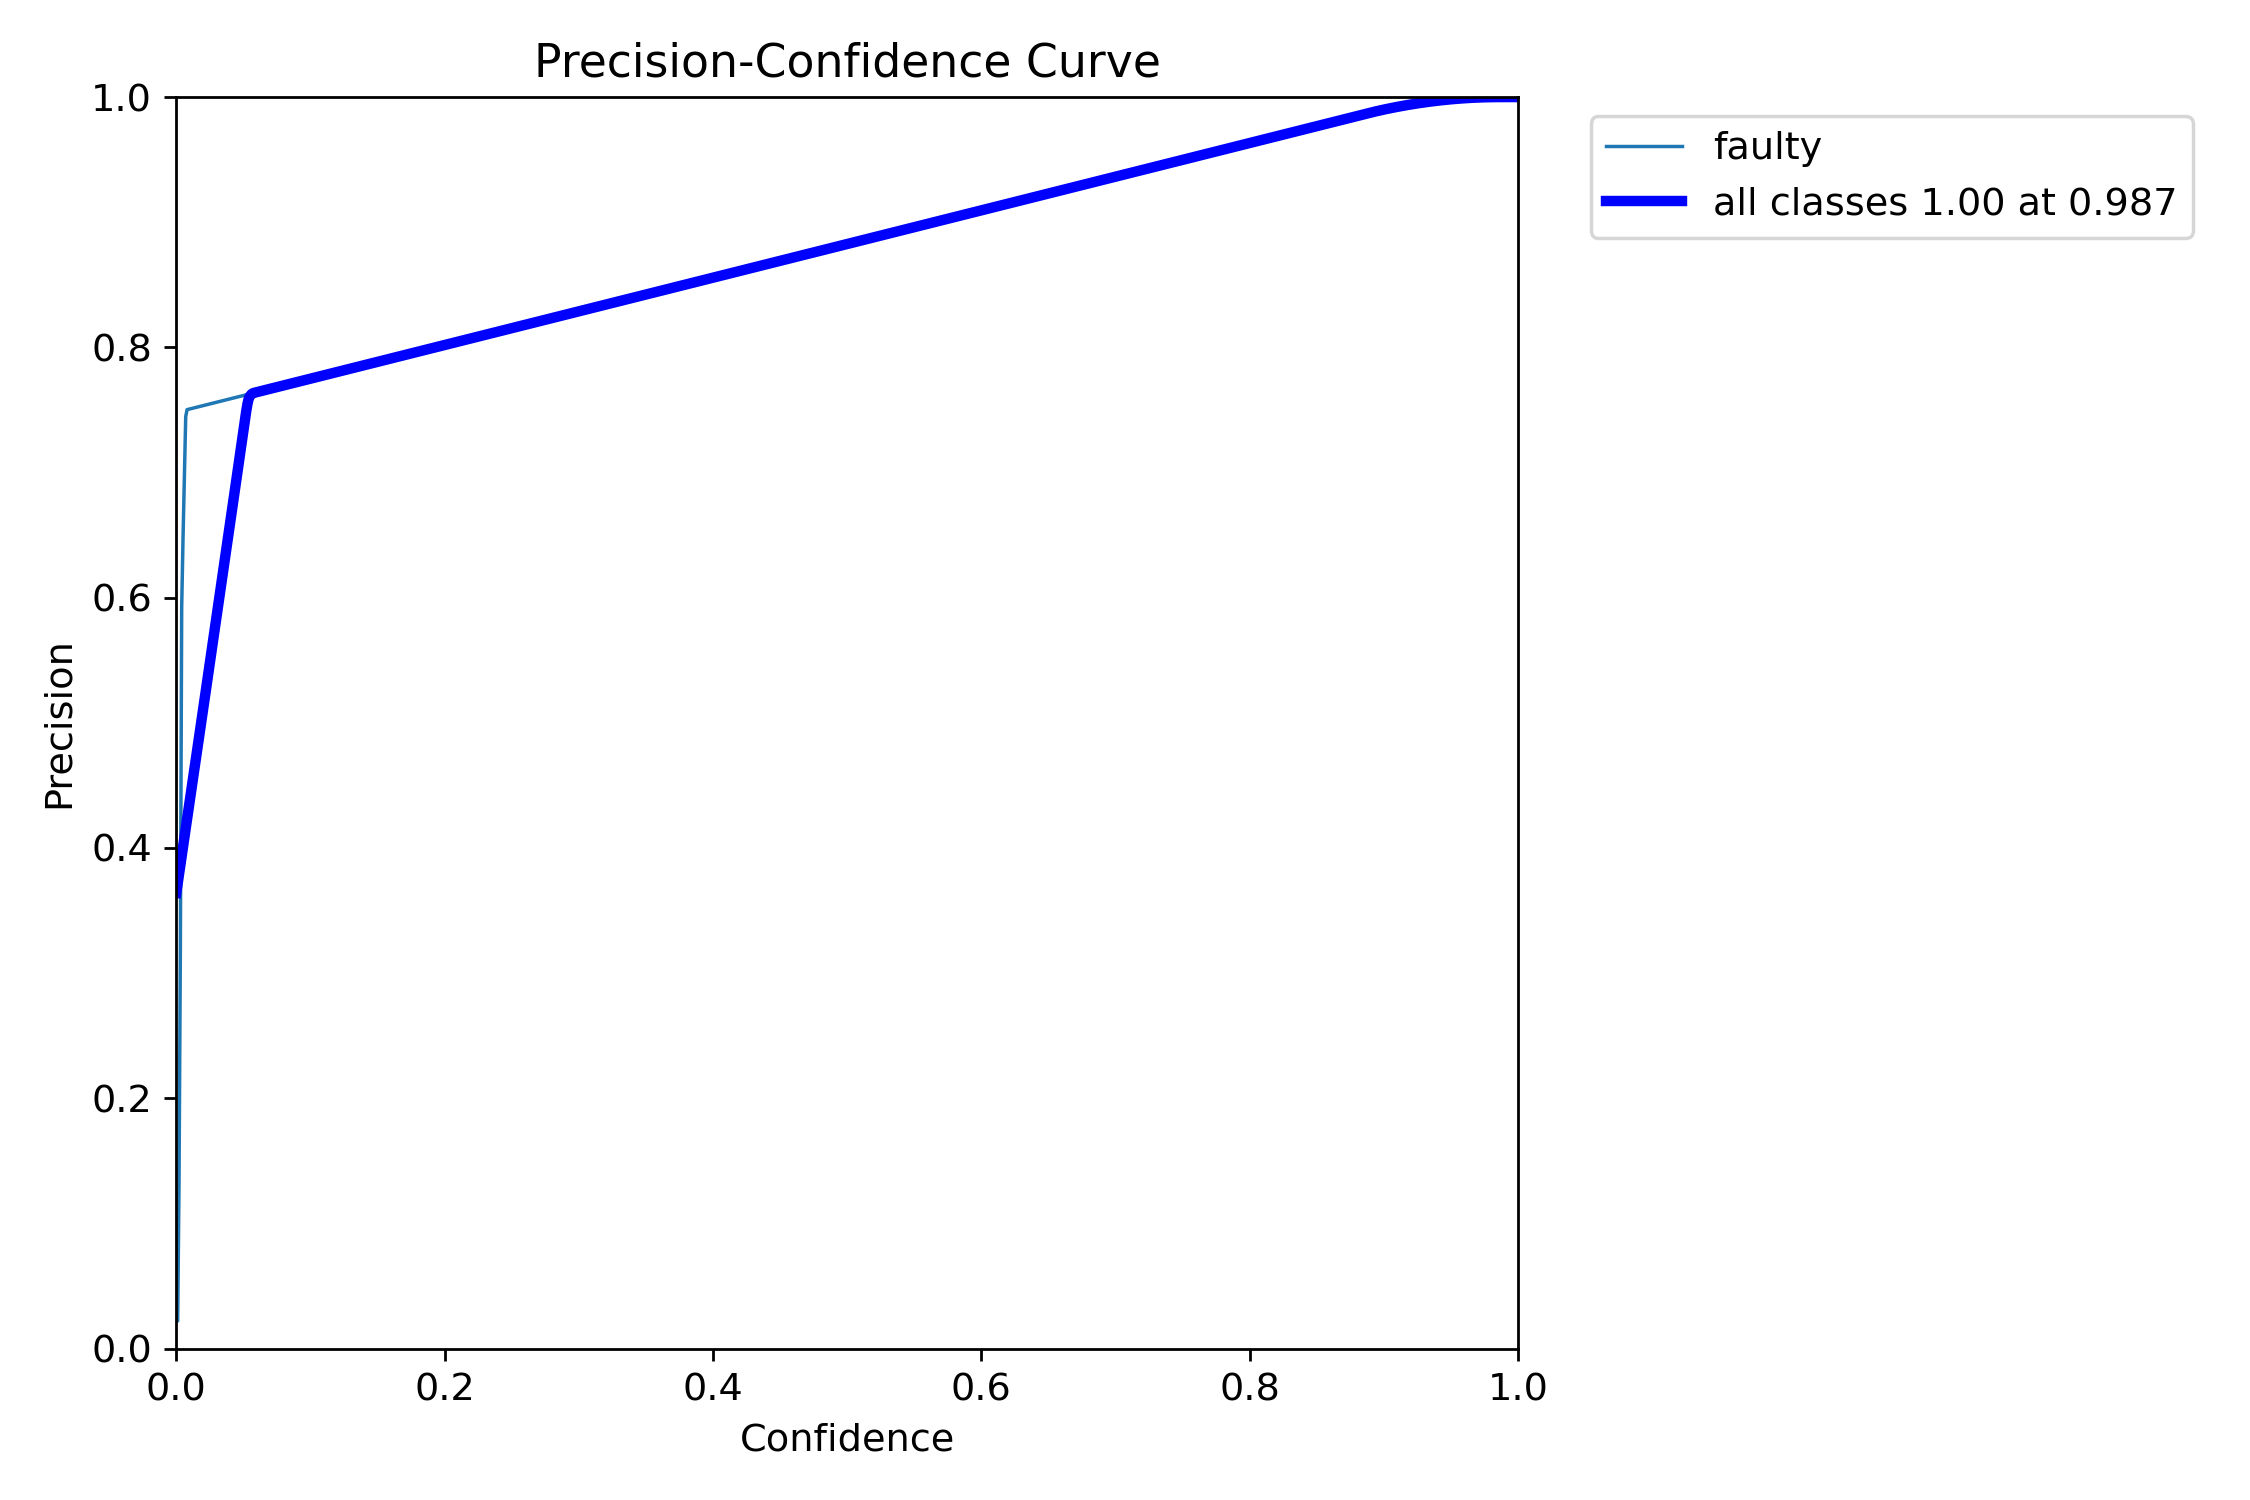 Precision-Confidence Curve
1.0
0.8
0.6
0.4
0.2
0.0
Precision
0.0 0.2 0.4 0.6 0.8 1.0
Confidence
faulty
all classes 1.00 at 0.987